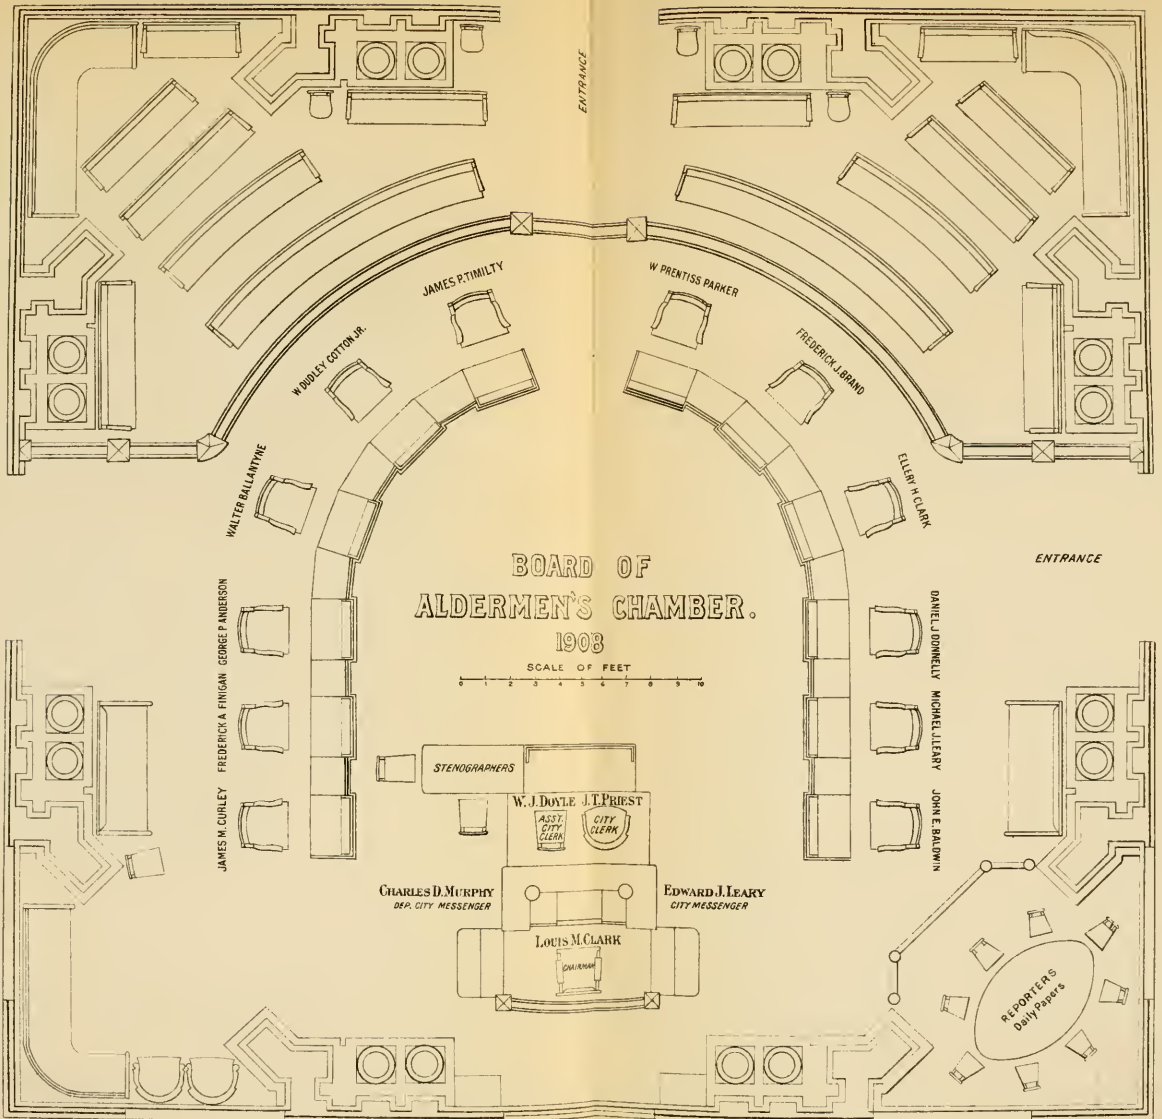 ENTRANCE
JAMES P. TIMILTY
W PRENTISS PARKER
W DUDLEY COTTON JR.
FREDERICK J. BRAND
WALTER BALLANTYNE
ELLERY H CLARK
ENTRANCE
BOARD OF
ALDERMEN'S CHAMBER.
1908
SCALE OF FEET
0 1 2 3 4 5 6 7 8 9 10
GEORGE P. ANDERSON
DANIEL J DONNELLY
FREDERICK A FINIGAN
MICHAEL J. LEARY
JAMES M. CURLEY
JOHN E. BALDWIN
STENOGRAPHERS
W. J. DOYLE J. T. PRIEST
ASST.
CITY
CLERK
CITY
CLERK
CHARLES D. MURPHY
DEP. CITY MESSENGER
EDWARD J. LEARY
CITY MESSENGER
LOUIS M. CLARK
CHAIRMAN
REPORTERS
Daily Papers